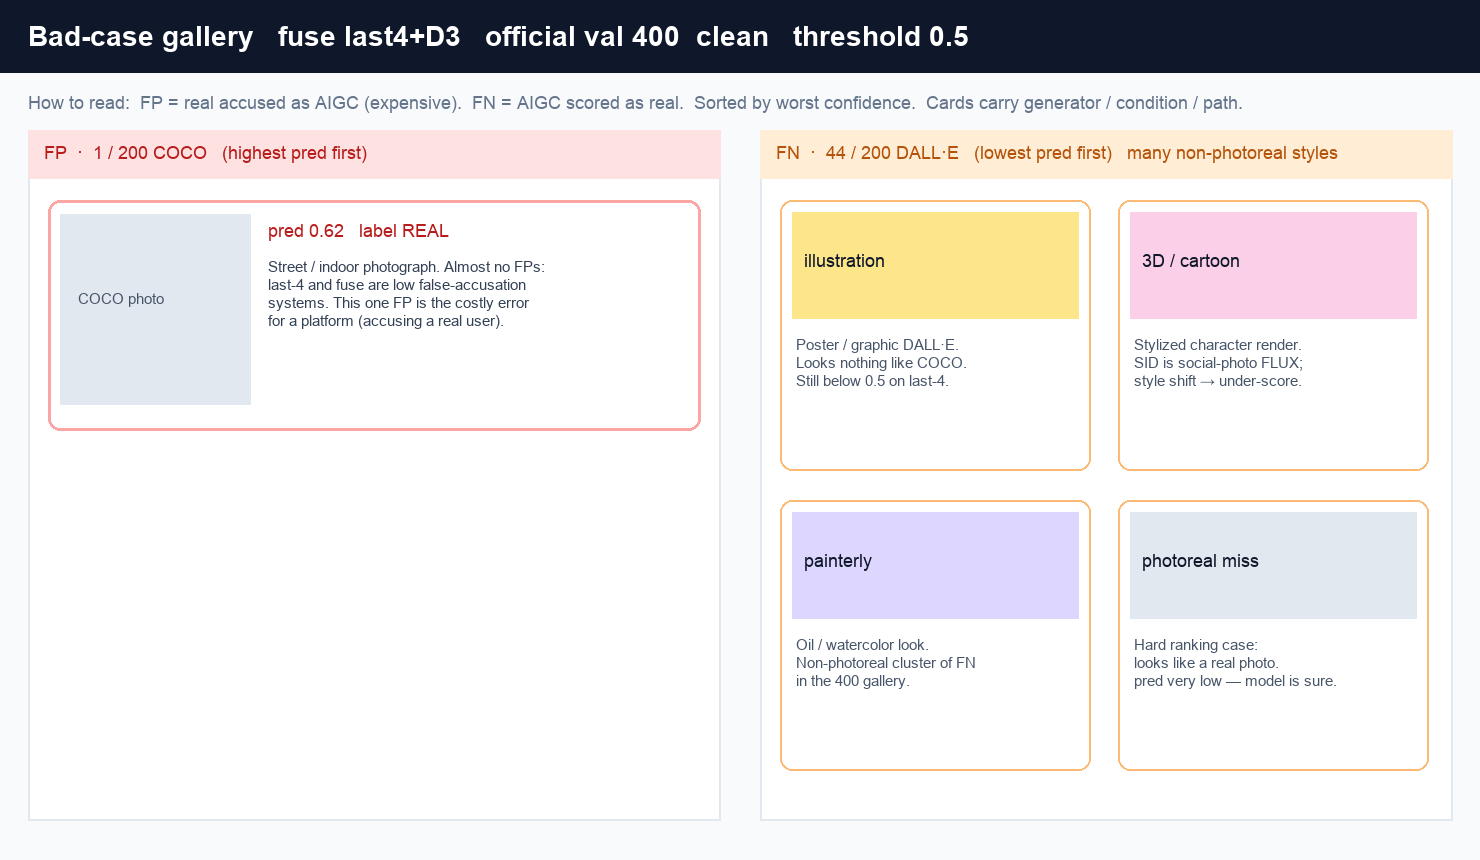 Bad-case gallery   fuse last4+D3   official val 400  clean   threshold 0.5
How to read:  FP = real accused as AIGC (expensive).  FN = AIGC scored as real.  Sorted by worst confidence.  Cards carry generator / condition / path.
FP  ·  1 / 200 COCO   (highest pred first)
COCO photo
pred 0.62   label REAL
Street / indoor photograph. Almost no FPs:
last-4 and fuse are low false-accusation
systems. This one FP is the costly error
for a platform (accusing a real user).
FN  ·  44 / 200 DALL·E   (lowest pred first)   many non-photoreal styles
illustration
Poster / graphic DALL·E.
Looks nothing like COCO.
Still below 0.5 on last-4.
3D / cartoon
Stylized character render.
SID is social-photo FLUX;
style shift → under-score.
painterly
Oil / watercolor look.
Non-photoreal cluster of FN
in the 400 gallery.
photoreal miss
Hard ranking case:
looks like a real photo.
pred very low — model is sure.